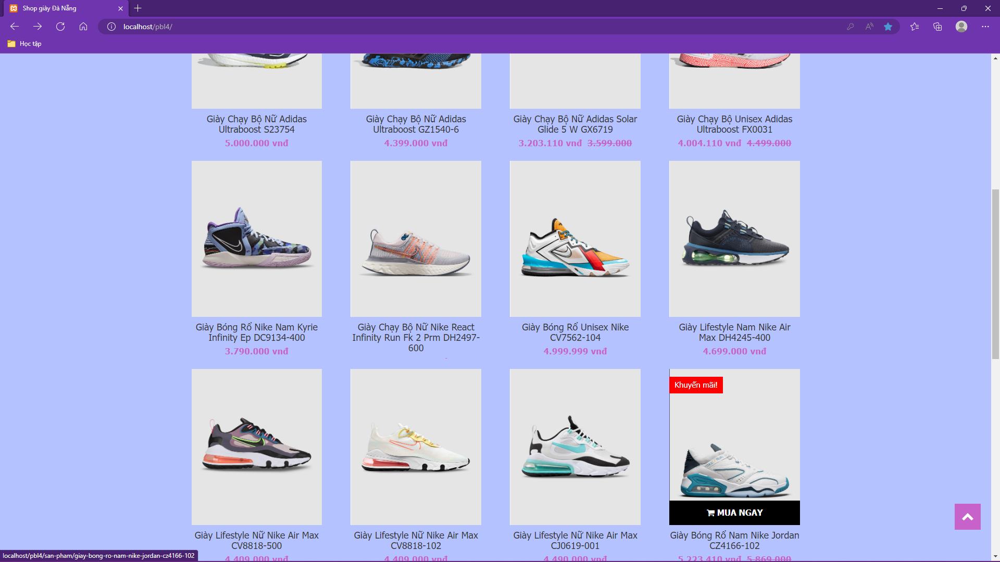 Shop giày Đà Nẵng
localhost/pbl4/
Học tập
Giày Chạy Bộ Nữ Adidas
Ultraboost S23754
5.000.000 vnđ
Giày Chạy Bộ Nữ Adidas
Ultraboost GZ1540-6
4.399.000 vnđ
Giày Chạy Bộ Nữ Adidas Solar
Glide 5 W GX6719
3.203.110 vnđ 3.599.000
Giày Chạy Bộ Unisex Adidas
Ultraboost FX0031
4.004.110 vnđ 4.499.000
Giày Bóng Rổ Nike Nam Kyrie
Infinity Ep DC9134-400
3.790.000 vnđ
Giày Chạy Bộ Nữ Nike React
Infinity Run Fk 2 Prm DH2497-
600
Giày Bóng Rổ Unisex Nike
CV7562-104
4.999.999 vnđ
Giày Lifestyle Nam Nike Air
Max DH4245-400
4.699.000 vnđ
Giày Lifestyle Nữ Nike Air Max
CV8818-500
4.409.000 vnđ
Giày Lifestyle Nữ Nike Air Max
CV8818-102
4.409.000 vnđ
Giày Lifestyle Nữ Nike Air Max
CJ0619-001
4.490.000 vnđ
Khuyến mãi!
MUA NGAY
Giày Bóng Rổ Nam Nike Jordan
CZ4166-102
5.223.410 vnđ 5.869.000
localhost/pbl4/san-pham/giay-bong-ro-nam-nike-jordan-cz4166-102